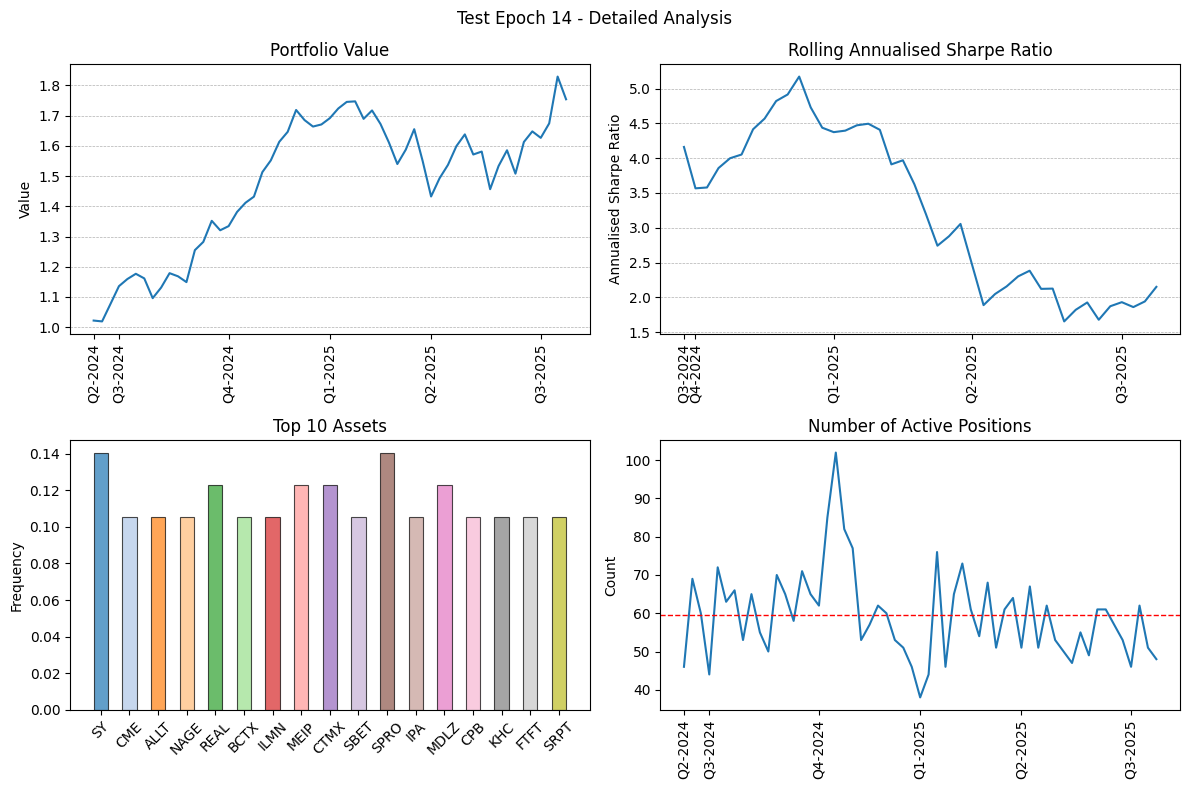 Test Epoch 14 - Detailed Analysis
Portfolio Value
Value
1.8
1.7
1.6
1.5
1.4
1.3
1.2
1.1
1.0
Q2-2024
Q3-2024
Q4-2024
Q1-2025
Q2-2025
Q3-2025
Rolling Annualised Sharpe Ratio
Annualised Sharpe Ratio
5.0
4.5
4.0
3.5
3.0
2.5
2.0
1.5
Q3-2024
Q4-2024
Q1-2025
Q2-2025
Q3-2025
Top 10 Assets
Frequency
0.14
0.12
0.10
0.08
0.06
0.04
0.02
0.00
SY
CME
ALLT
NAGE
REAL
BCTX
ILMN
MEIP
CTMX
SBET
SPRO
IPA
MDLZ
CPB
KHC
FTFT
SRPT
Number of Active Positions
Count
100
90
80
70
60
50
40
Q2-2024
Q3-2024
Q4-2024
Q1-2025
Q2-2025
Q3-2025